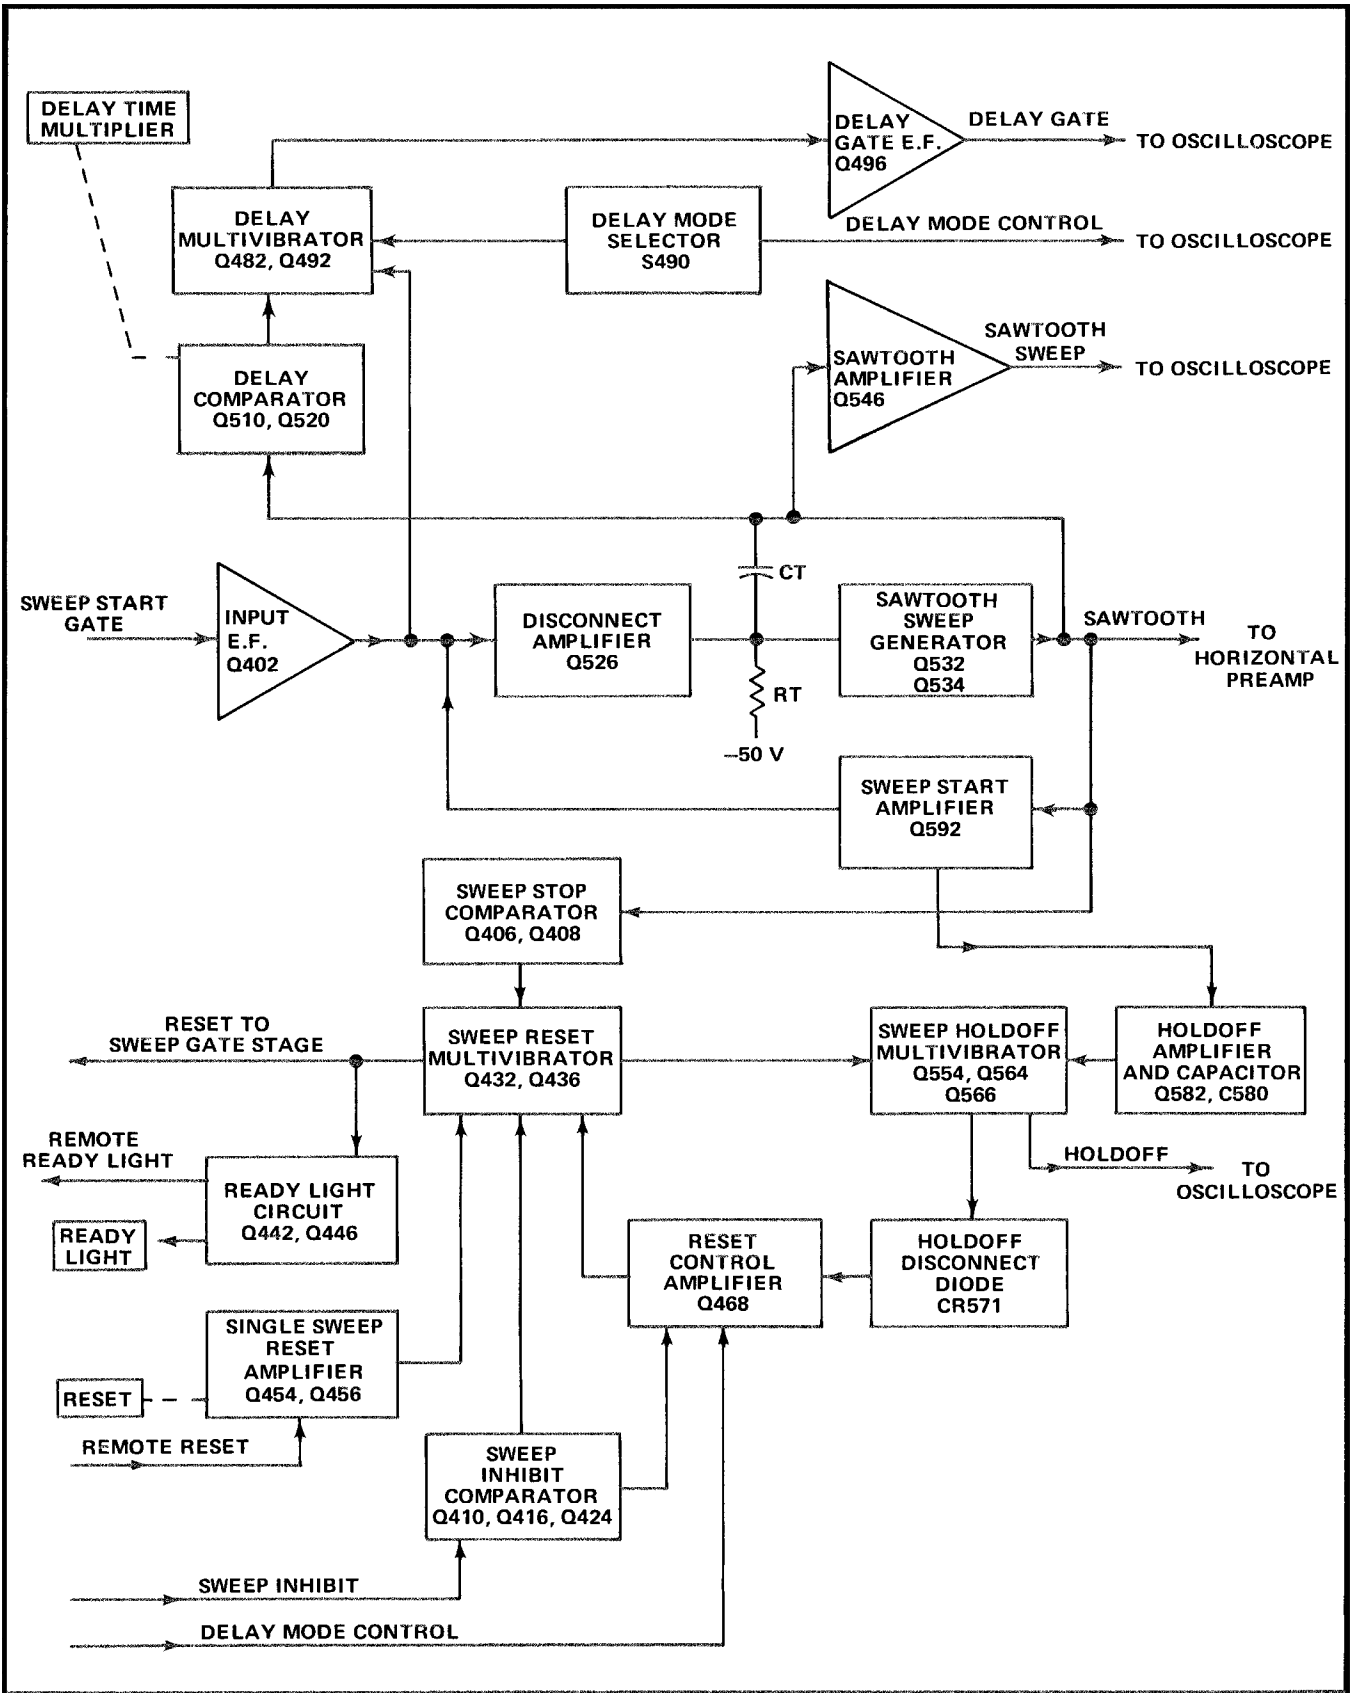 DELAY TIME
MULTIPLIER
DELAY
GATE E.F.
Q496
DELAY GATE
TO OSCILLOSCOPE
DELAY
MULTIVIBRATOR
Q482, Q492
DELAY MODE
SELECTOR
S490
DELAY MODE CONTROL
TO OSCILLOSCOPE
DELAY
COMPARATOR
Q510, Q520
SAWTOOTH
AMPLIFIER
Q546
SAWTOOTH
SWEEP
TO OSCILLOSCOPE
SWEEP START
GATE
INPUT
E.F.
Q402
DISCONNECT
AMPLIFIER
Q526
CT
RT
–50 V
SAWTOOTH
SWEEP
GENERATOR
Q532
Q534
SAWTOOTH
TO
HORIZONTAL
PREAMP
SWEEP START
AMPLIFIER
Q592
SWEEP STOP
COMPARATOR
Q406, Q408
RESET TO
SWEEP GATE STAGE
SWEEP RESET
MULTIVIBRATOR
Q432, Q436
SWEEP HOLDOFF
MULTIVIBRATOR
Q554, Q564
Q566
HOLDOFF
AMPLIFIER
AND CAPACITOR
Q582, C580
HOLDOFF
TO
OSCILLOSCOPE
REMOTE
READY LIGHT
READY LIGHT
CIRCUIT
Q442, Q446
READY
LIGHT
RESET
CONTROL
AMPLIFIER
Q468
HOLDOFF
DISCONNECT
DIODE
CR571
SINGLE SWEEP
RESET
AMPLIFIER
Q454, Q456
RESET
REMOTE RESET
SWEEP
INHIBIT
COMPARATOR
Q410, Q416, Q424
SWEEP INHIBIT
DELAY MODE CONTROL